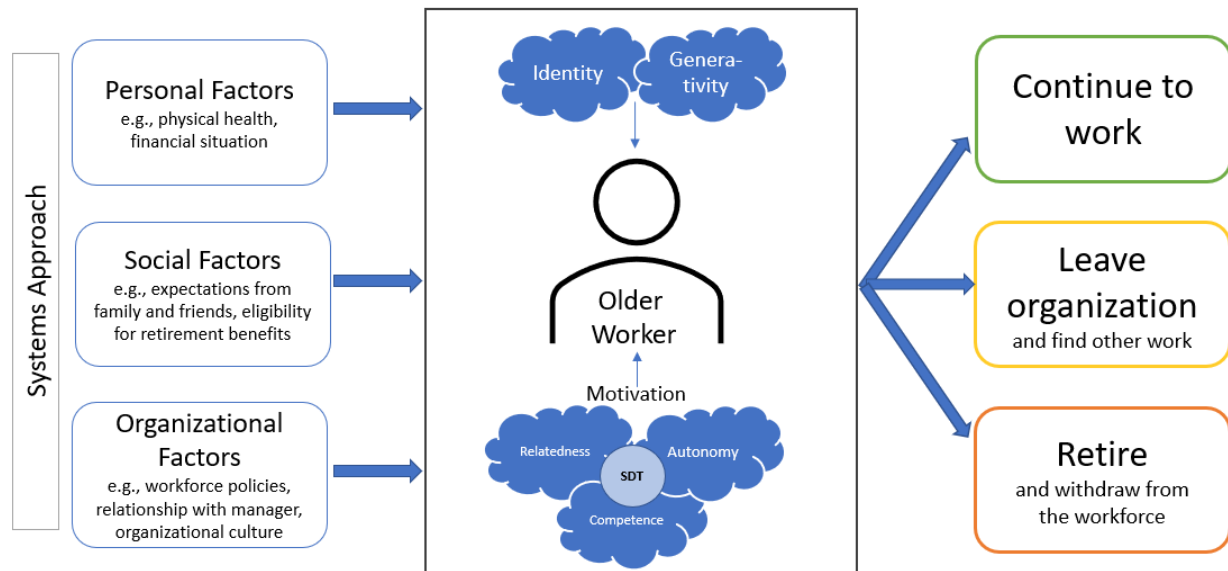 Systems Approach
Personal Factors
e.g., physical health,
financial situation
Social Factors
e.g., expectations from
family and friends, eligibility
for retirement benefits
Organizational
Factors
e.g., workforce policies,
relationship with manager,
organizational culture
Identity
Genera-
tivity
Older
Worker
Motivation
Relatedness
Autonomy
SDT
Competence
Continue to
work
Leave
organization
and find other work
Retire
and withdraw from
the workforce